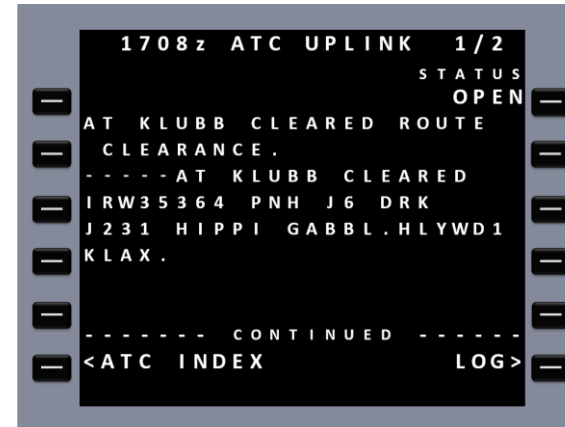 1708z ATC UPLINK 1/2
STATUS
OPEN
AT KLUBB CLEARED ROUTE
CLEARANCE.
-----AT KLUBB CLEARED
IRW35364 PNH J6 DRK
J231 HIPPI GABBL.HLYWD1
KLAX.
------- CONTINUED ------
<ATC INDEX LOG>